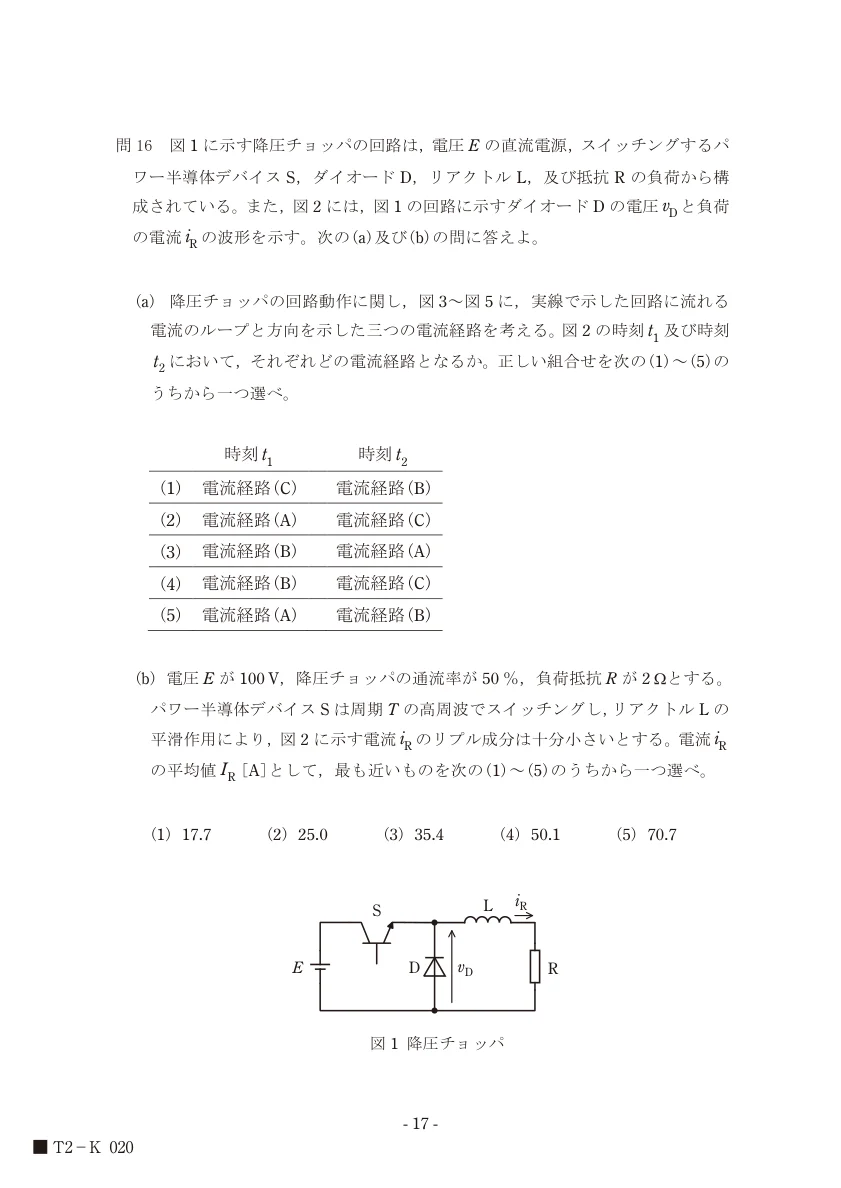 問 16 図 1 に示す降圧チョッパの回路は，電圧 E の直流電源，スイッチングするパ
ワー半導体デバイス S，ダイオード D，リアクトル L，及び抵抗 R の負荷から構
成されている。また，図 2 には，図 1 の回路に示すダイオード D の電圧 vD と負荷
の電流 iR の波形を示す。次の(a)及び(b)の問に答えよ。
(a) 降圧チョッパの回路動作に関し，図 3～図 5 に，実線で示した回路に流れる
電流のループと方向を示した三つの電流経路を考える。図 2 の時刻 t1 及び時刻
t2 において，それぞれどの電流経路となるか。正しい組合せを次の(1)～(5)の
うちから一つ選べ。
時刻 t1 時刻 t2
(1) 電流経路(C) 電流経路(B)
(2) 電流経路(A) 電流経路(C)
(3) 電流経路(B) 電流経路(A)
(4) 電流経路(B) 電流経路(C)
(5) 電流経路(A) 電流経路(B)
(b) 電圧 E が 100 V，降圧チョッパの通流率が 50 %，負荷抵抗 R が 2 Ωとする。
パワー半導体デバイス S は周期 T の高周波でスイッチングし，リアクトル L の
平滑作用により，図 2 に示す電流 iR のリプル成分は十分小さいとする。電流 iR
の平均値 IR [A]として，最も近いものを次の(1)～(5)のうちから一つ選べ。
(1) 17.7 (2) 25.0 (3) 35.4 (4) 50.1 (5) 70.7
S L iR
E D vD R
図 1 降圧チョッパ
- 17 -
■ T2－K 020